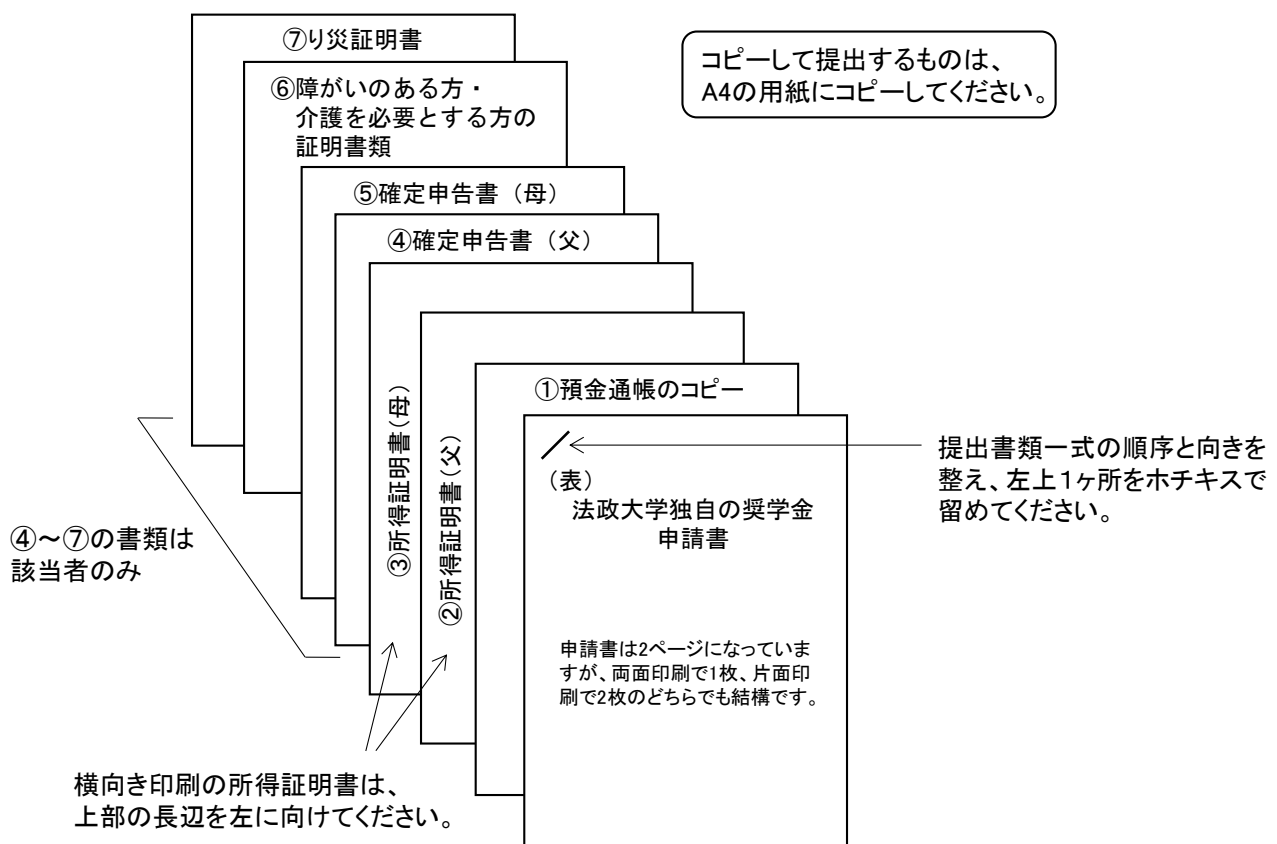 ⑦り災証明書
コピーして提出するものは、
A4の用紙にコピーしてください。
⑥障がいのある方・
介護を必要とする方の
証明書類
⑤確定申告書（母）
④確定申告書（父）
③所得証明書(母)
②所得証明書(父)
①預金通帳のコピー
（表）
法政大学独自の奨学金
申請書
申請書は2ページになっていま
すが、両面印刷で1枚、片面印
刷で2枚のどちらでも結構です。
提出書類一式の順序と向きを
整え、左上1ヶ所をホチキスで
留めてください。
④～⑦の書類は
該当者のみ
横向き印刷の所得証明書は、
上部の長辺を左に向けてください。